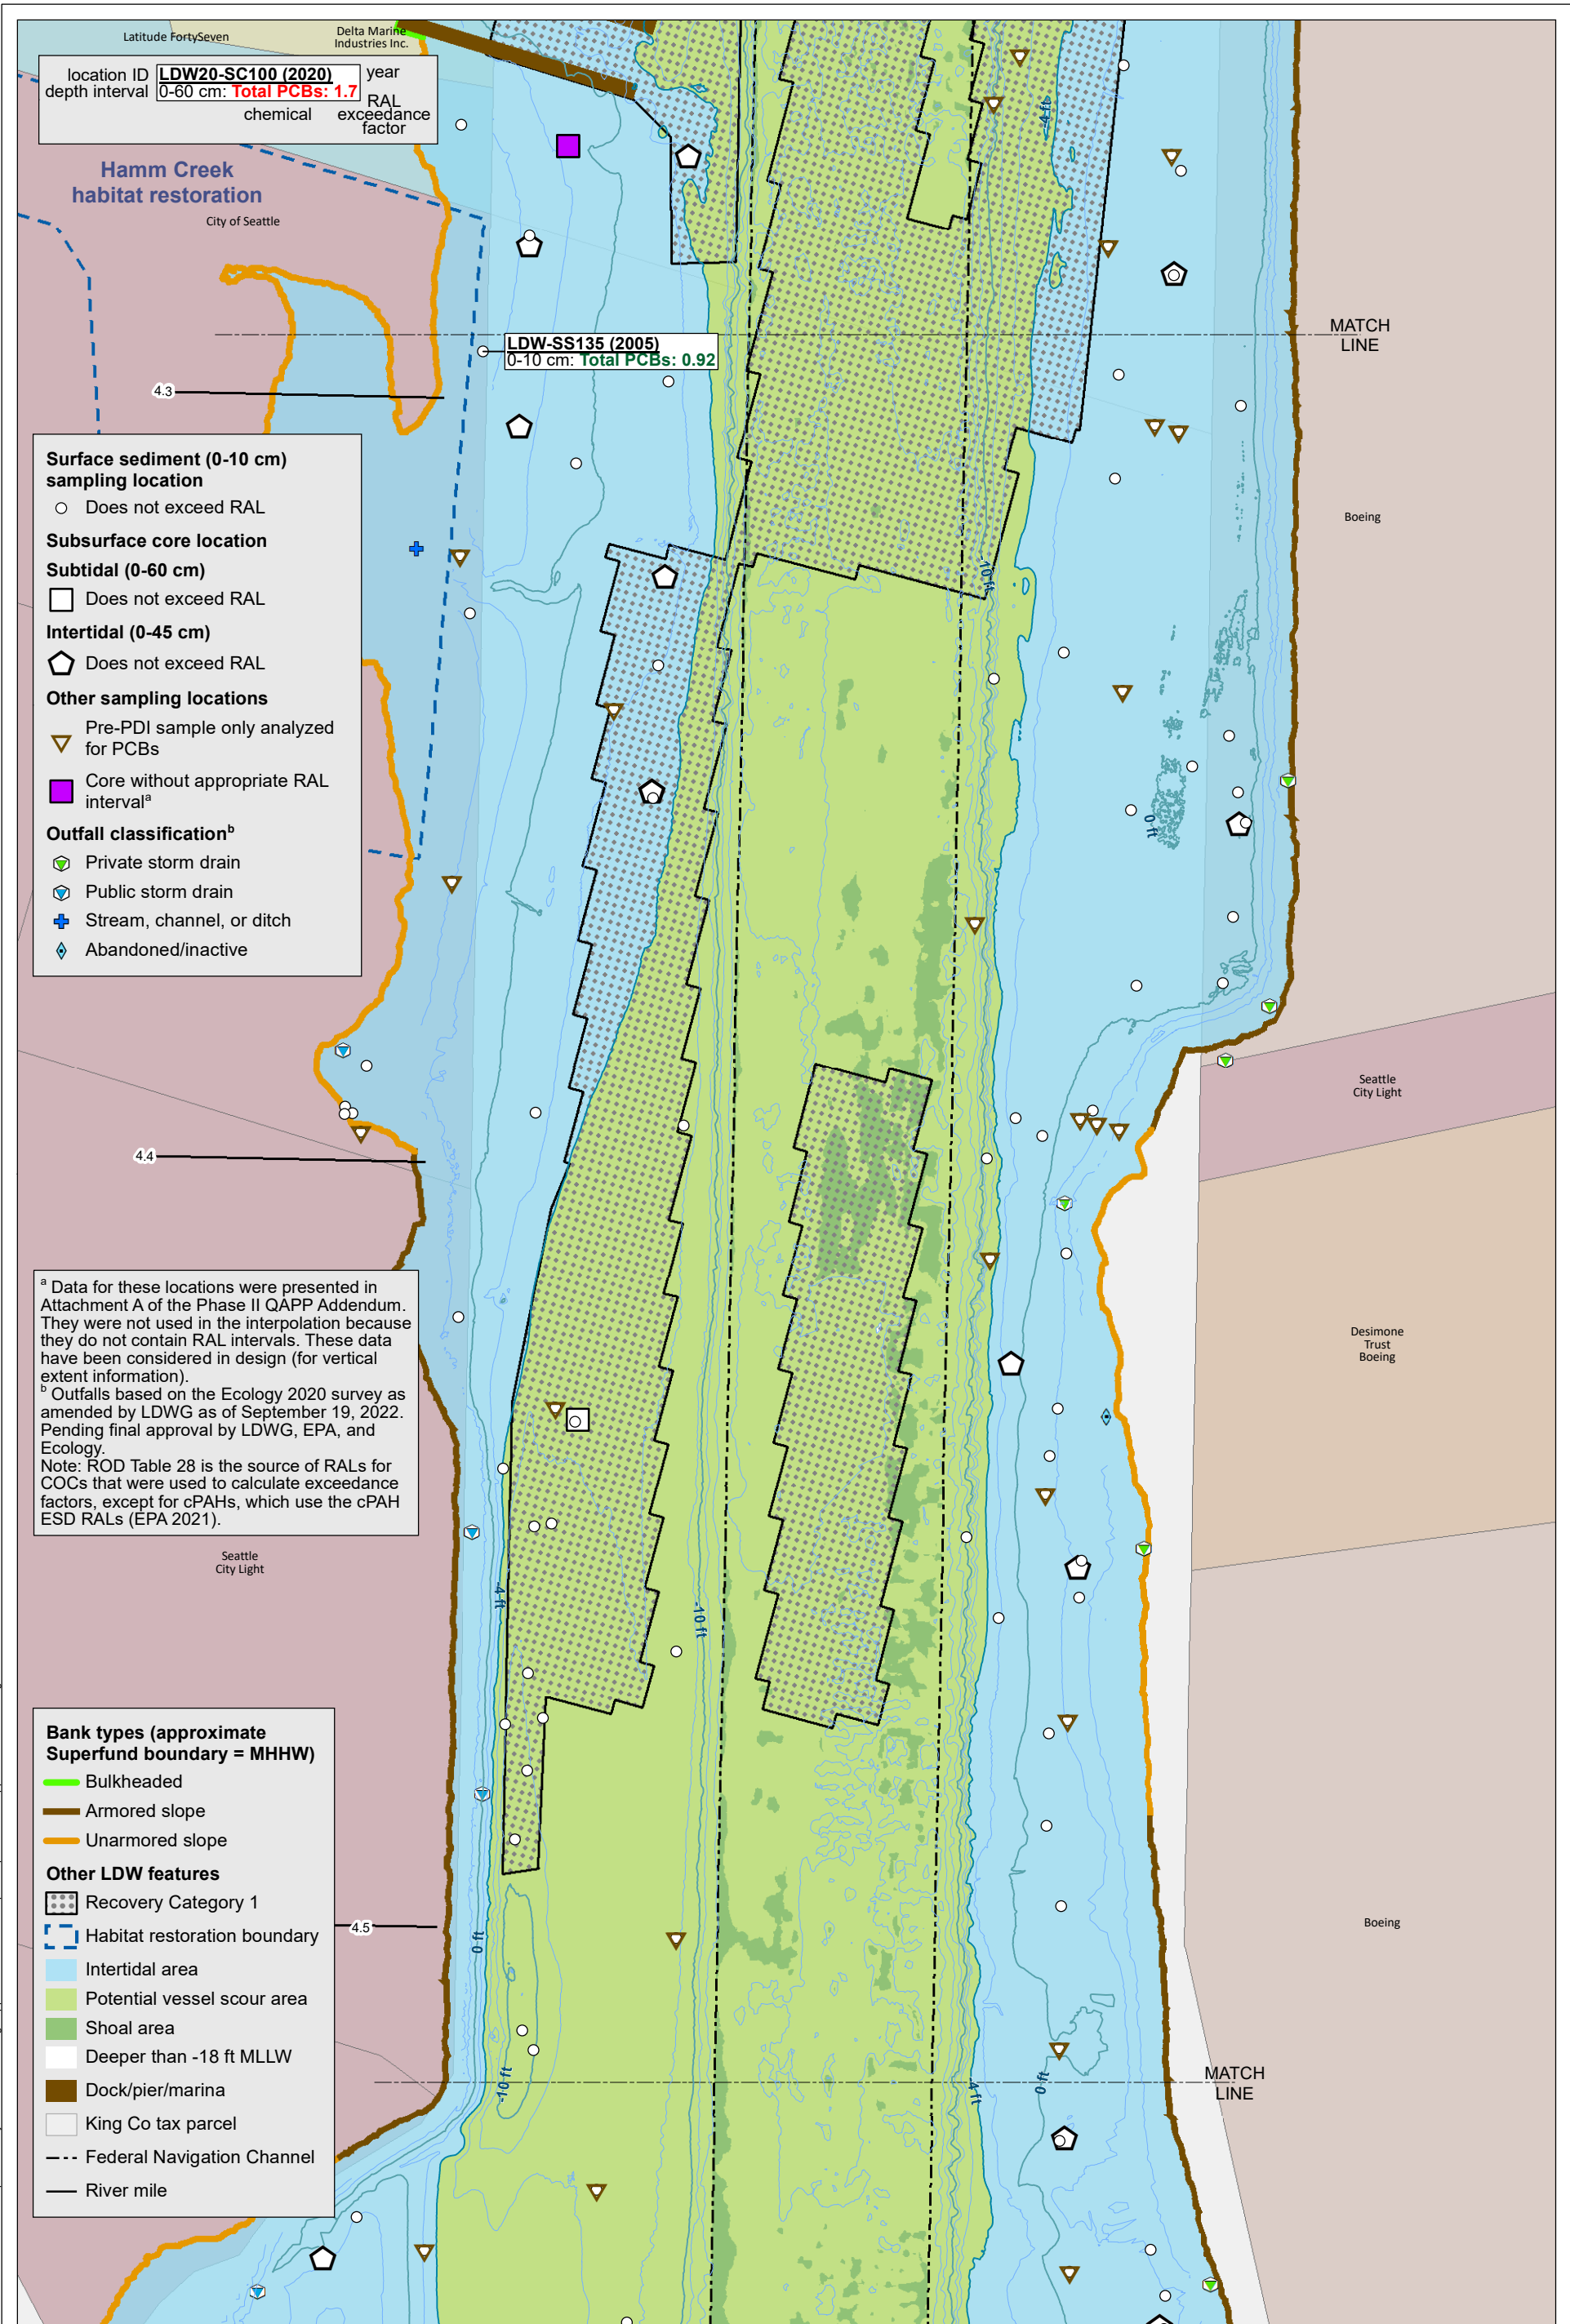 Latitude FortySeven
Delta Marine
Industries Inc.
location ID
depth interval
LDW20-SC100 (2020)
0-60 cm: Total PCBs: 1.7
year
chemical
RAL
exceedance
factor
Hamm Creek
habitat restoration
City of Seattle
-4 ft
MATCH
LINE
LDW-SS135 (2005)
0-10 cm: Total PCBs: 0.92
4.3
Boeing
Surface sediment (0-10 cm)
sampling location
Does not exceed RAL
Subsurface core location
Subtidal (0-60 cm)
Does not exceed RAL
Intertidal (0-45 cm)
Does not exceed RAL
Other sampling locations
Pre-PDI sample only analyzed
for PCBs
Core without appropriate RAL
interval^a
Outfall classification^b
Private storm drain
Public storm drain
Stream, channel, or ditch
Abandoned/inactive
-10 ft
0 ft
Seattle
City Light
4.4
a Data for these locations were presented in
Attachment A of the Phase II QAPP Addendum.
They were not used in the interpolation because
they do not contain RAL intervals. These data
have been considered in design (for vertical
extent information).
b Outfalls based on the Ecology 2020 survey as
amended by LDWG as of September 19, 2022.
Pending final approval by LDWG, EPA, and
Ecology.
Note: ROD Table 28 is the source of RALs for
COCs that were used to calculate exceedance
factors, except for cPAHs, which use the cPAH
ESD RALs (EPA 2021).
Desimone
Trust
Boeing
Seattle
City Light
-4 ft
-10 ft
Bank types (approximate
Superfund boundary = MHHW)
Bulkheaded
Armored slope
Unarmored slope
Other LDW features
Recovery Category 1
Habitat restoration boundary
Intertidal area
Potential vessel scour area
Shoal area
Deeper than -18 ft MLLW
Dock/pier/marina
King Co tax parcel
Federal Navigation Channel
River mile
4.5
0 ft
Boeing
-10 ft
-4 ft
0 ft
MATCH
LINE